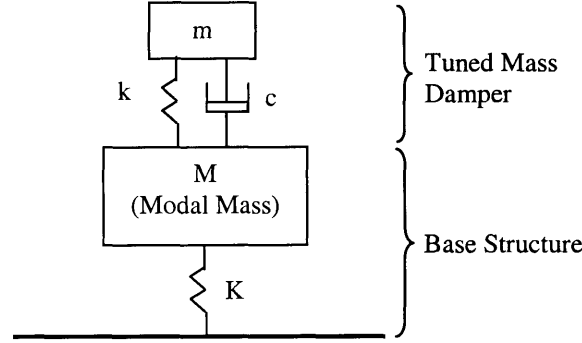 m
k
c
Tuned Mass
Damper
M
(Modal Mass)
Base Structure
K